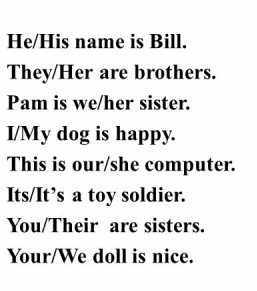 He/His name is Bill.
They/Her are brothers.
Pam is we/her sister.
I/My dog is happy.
This is our/she computer.
Its/It’s a toy soldier.
You/Their are sisters.
Your/We doll is nice.